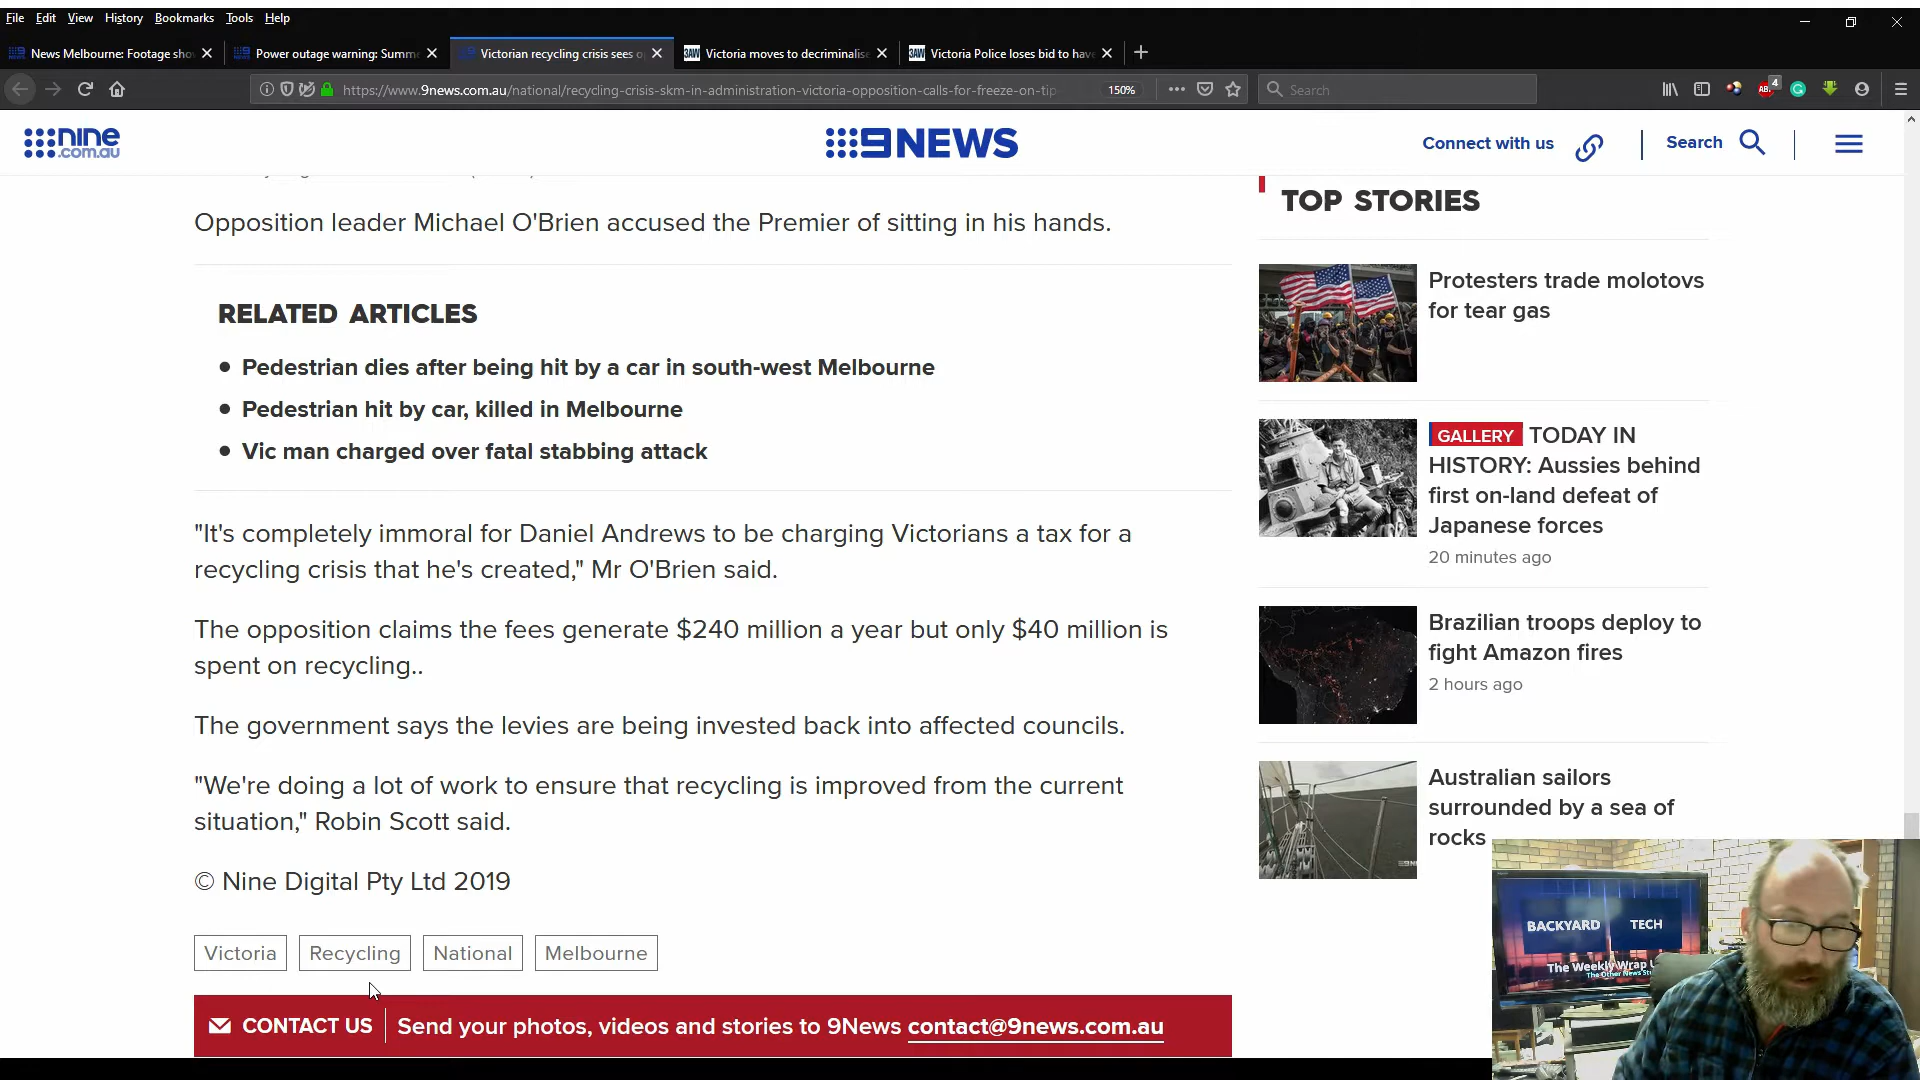 File Edit View History Bookmarks Tools Help
News Melbourne: Footage sho
Power outage warning: Summ
Victorian recycling crisis sees o
3AW Victoria moves to decriminalise
3AW Victoria Police loses bid to hav
https://www.9news.com.au/national/recycling-crisis-skm-in-administration-victoria-opposition-calls-for-freeze-on-tip-
150%
Search
4
nine
.com.au
9NEWS
Connect with us
Search
Opposition leader Michael O'Brien accused the Premier of sitting in his hands.
RELATED ARTICLES
● Pedestrian dies after being hit by a car in south-west Melbourne
● Pedestrian hit by car, killed in Melbourne
● Vic man charged over fatal stabbing attack
"It's completely immoral for Daniel Andrews to be charging Victorians a tax for a
recycling crisis that he's created," Mr O'Brien said.
The opposition claims the fees generate $240 million a year but only $40 million is
spent on recycling..
The government says the levies are being invested back into affected councils.
"We're doing a lot of work to ensure that recycling is improved from the current
situation," Robin Scott said.
© Nine Digital Pty Ltd 2019
Victoria Recycling National Melbourne
CONTACT US Send your photos, videos and stories to 9News contact@9news.com.au
TOP STORIES
Protesters trade molotovs
for tear gas
GALLERY TODAY IN
HISTORY: Aussies behind
first on-land defeat of
Japanese forces
20 minutes ago
Brazilian troops deploy to
fight Amazon fires
2 hours ago
Australian sailors
surrounded by a sea of
rocks
BACKYARD TECH
The Weekly Wrap U
The Other News St